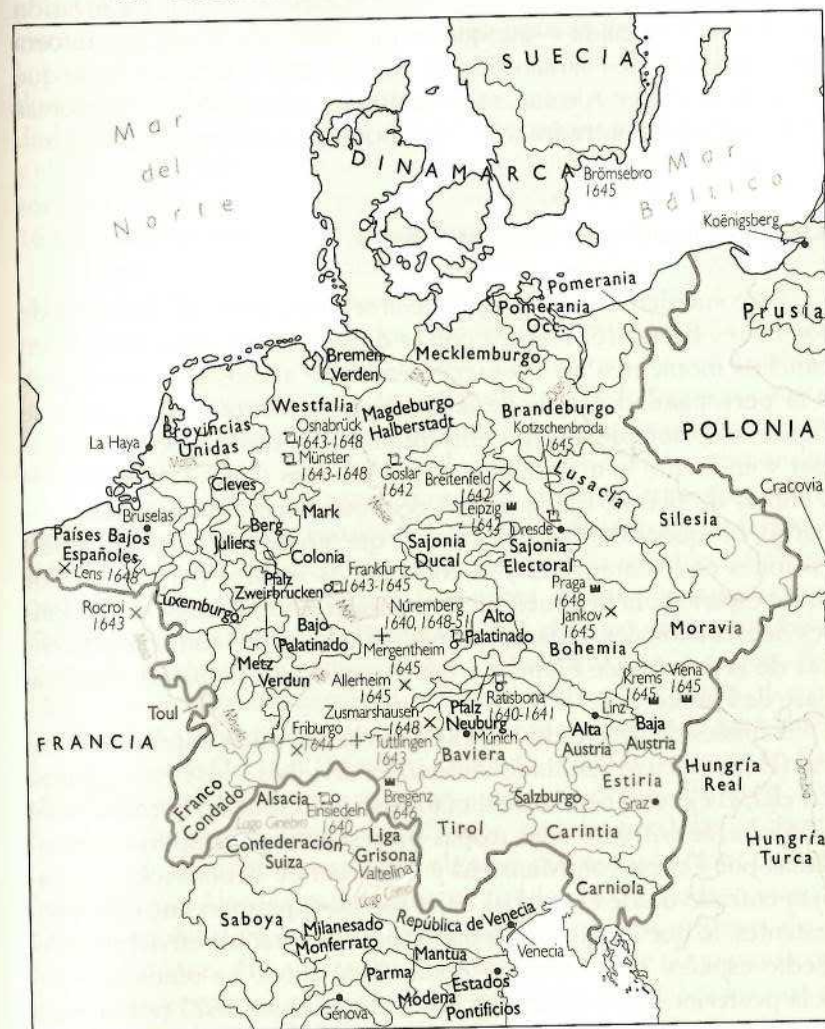 SUECIA
Mar
del
Norte
DINAMARCA
Brömsebro
1645
Mar
Báltico
Koënigsberg
Pomerania
Pomerania
Occ.
Prusia
Bremen
Verden
Mecklemburgo
Westfalia
Magdeburgo
Halberstadt
Brandeburgo
Provincias
Unidas
Osnabrück
1643-1648
Kotzschenbroda
1645
POLONIA
La Haya
Münster
1643-1648
Goslar
1642
Breitenfeld
1642
Lusacia
Cracovia
Cleves
Leipzig
1642
Bruselas
Mark
Dresde
Silesia
Países Bajos
Españoles
Berg
Juliers
Sajonia
Ducal
Sajonia
Electoral
Lens 1648
Colonia
Pfalz
Zweibrücken
Frankfurtz
1643-1645
Praga
1648
Rocroi
1643
Luxemburgo
Núremberg
1640, 1648-51
Alto
Palatinado
Jankov
1645
Moravia
Bajo
Palatinado
Mergentheim
1645
Bohemia
Metz
Verdun
Allerheim
1645
Ratisbona
1640-1641
Krems
1645
Viena
1645
Toul
Mosela
Zusmarshausen
1648
Pfalz
Neuburg
Linz
FRANCIA
Friburgo
1644
Tuttlingen
1643
Múnich
Baviera
Alta
Austria
Baja
Austria
Hungría
Real
Franco
Condado
Alsacia
Einsiedeln
1640
Bregenz
1646
Salzburgo
Estiria
Graz
Lago Ginebra
Confederación
Suiza
Liga
Grisona
Valtelina
Tirol
Carintia
Hungría
Turca
Lago Como
Carniola
Saboya
Milanesado
Monferrato
República de Venecia
Venecia
Mantua
Parma
Módena
Estados
Pontificios
Génova